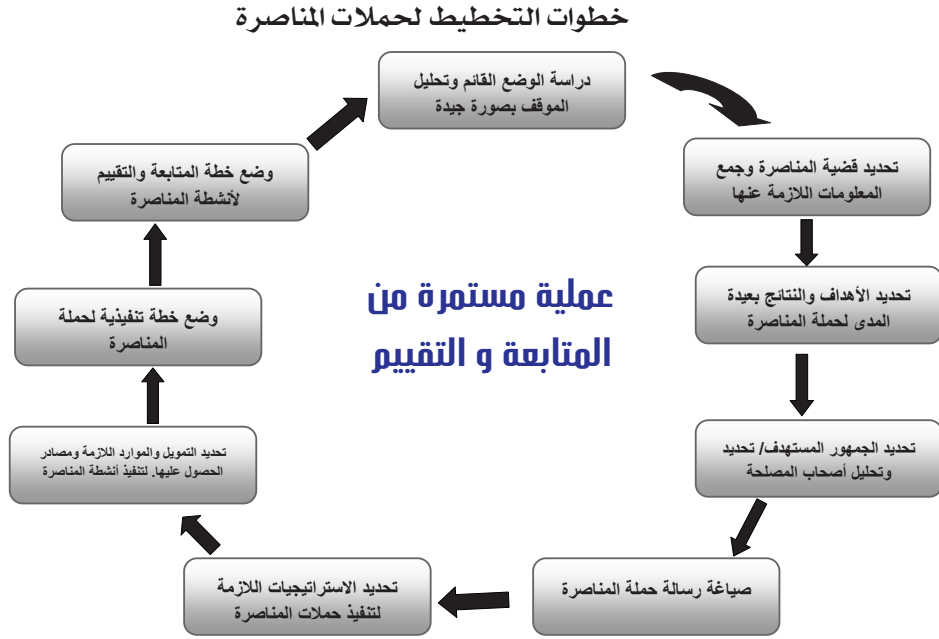 خطوات التخطيط لحملات المناصرة
دراسة الوضع القائم وتحليل
الموقف بصورة جيدة
تحديد قضية المناصرة وجمع
المعلومات اللازمة عنها
تحديد الأهداف والنتائج بعيدة
المدى لحملة المناصرة
تحديد الجمهور المستهدف/ تحديد
وتحليل أصحاب المصلحة
صياغة رسالة حملة المناصرة
تحديد الاستراتيجيات اللازمة
لتنفيذ حملات المناصرة
تحديد التمويل والموارد اللازمة ومصادر
الحصول عليها. لتنفيذ أنشطة المناصرة
وضع خطة تنفيذية لحملة
المناصرة
وضع خطة المتابعة والتقييم
لأنشطة المناصرة
عملية مستمرة من
المتابعة و التقييم